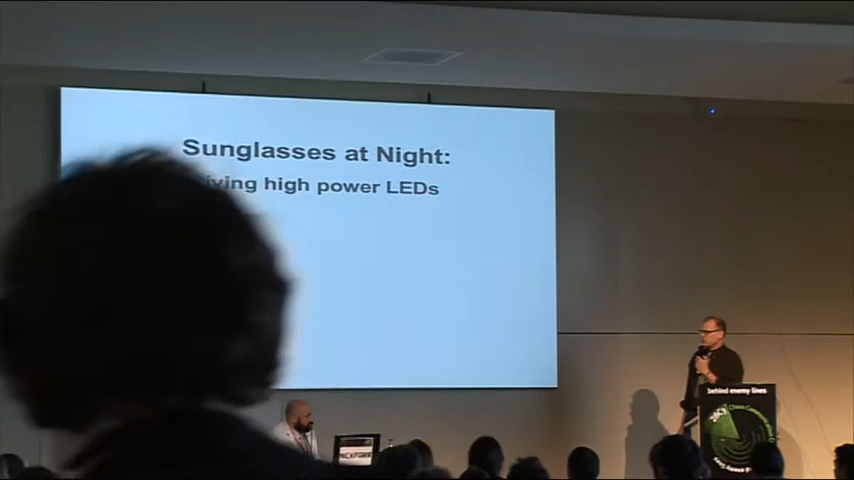 Sunglasses at Night:
high power LEDs
behind enemy lines